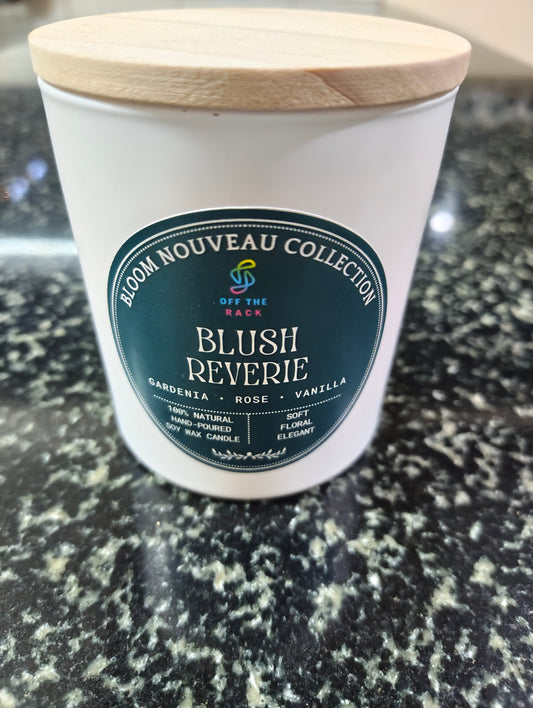 BLOOM NOUVEAU COLLECTION
OFF THE
RACK
BLUSH
REVERIE
GARDENIA · ROSE · VANILLA
100% NATURAL
HAND-POURED
SOY WAX CANDLE
SOFT
FLORAL
ELEGANT